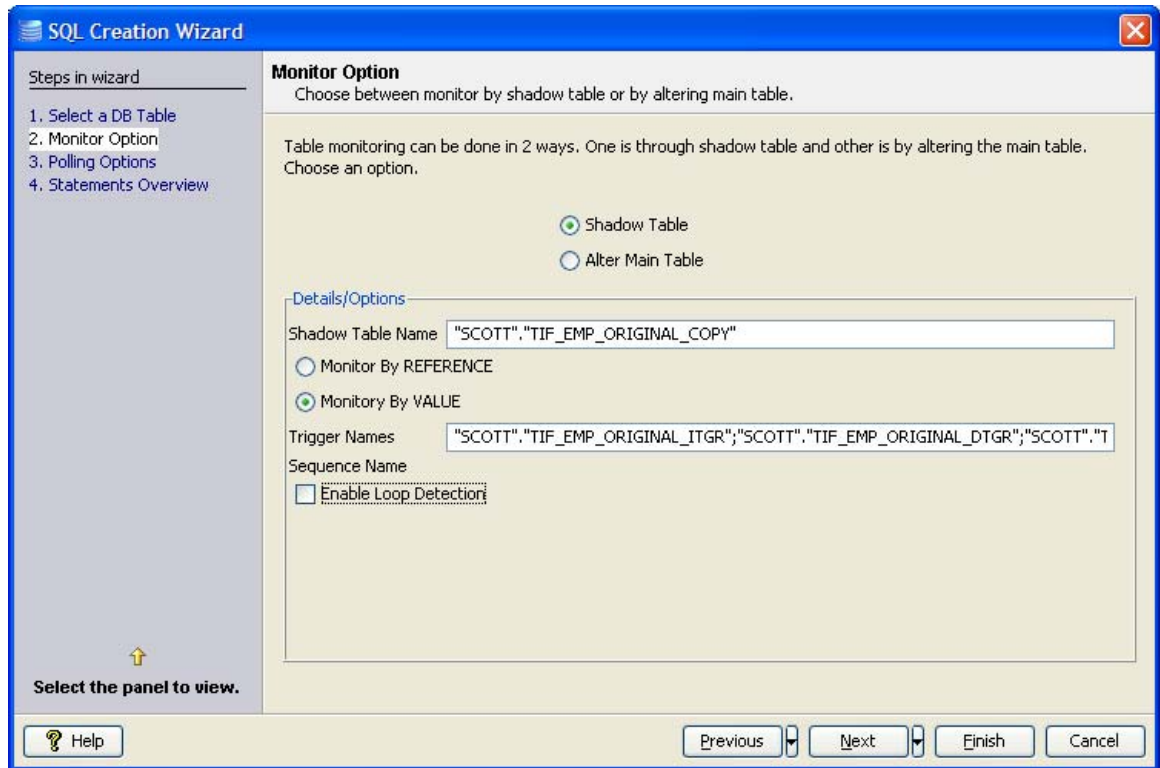 SQL Creation Wizard
Steps in wizard
1. Select a DB Table
2. Monitor Option
3. Polling Options
4. Statements Overview
Select the panel to view.
Monitor Option
Choose between monitor by shadow table or by altering main table.
Table monitoring can be done in 2 ways. One is through shadow table and other is by altering the main table.
Choose an option.
Shadow Table
Alter Main Table
Details/Options
Shadow Table Name "SCOTT"."TIF_EMP_ORIGINAL_COPY"
Monitor By REFERENCE
Monitory By VALUE
Trigger Names "SCOTT"."TIF_EMP_ORIGINAL_ITGR";"SCOTT"."TIF_EMP_ORIGINAL_DTGR";"SCOTT"."T
Sequence Name
Enable Loop Detection
Help Previous Next Finish Cancel